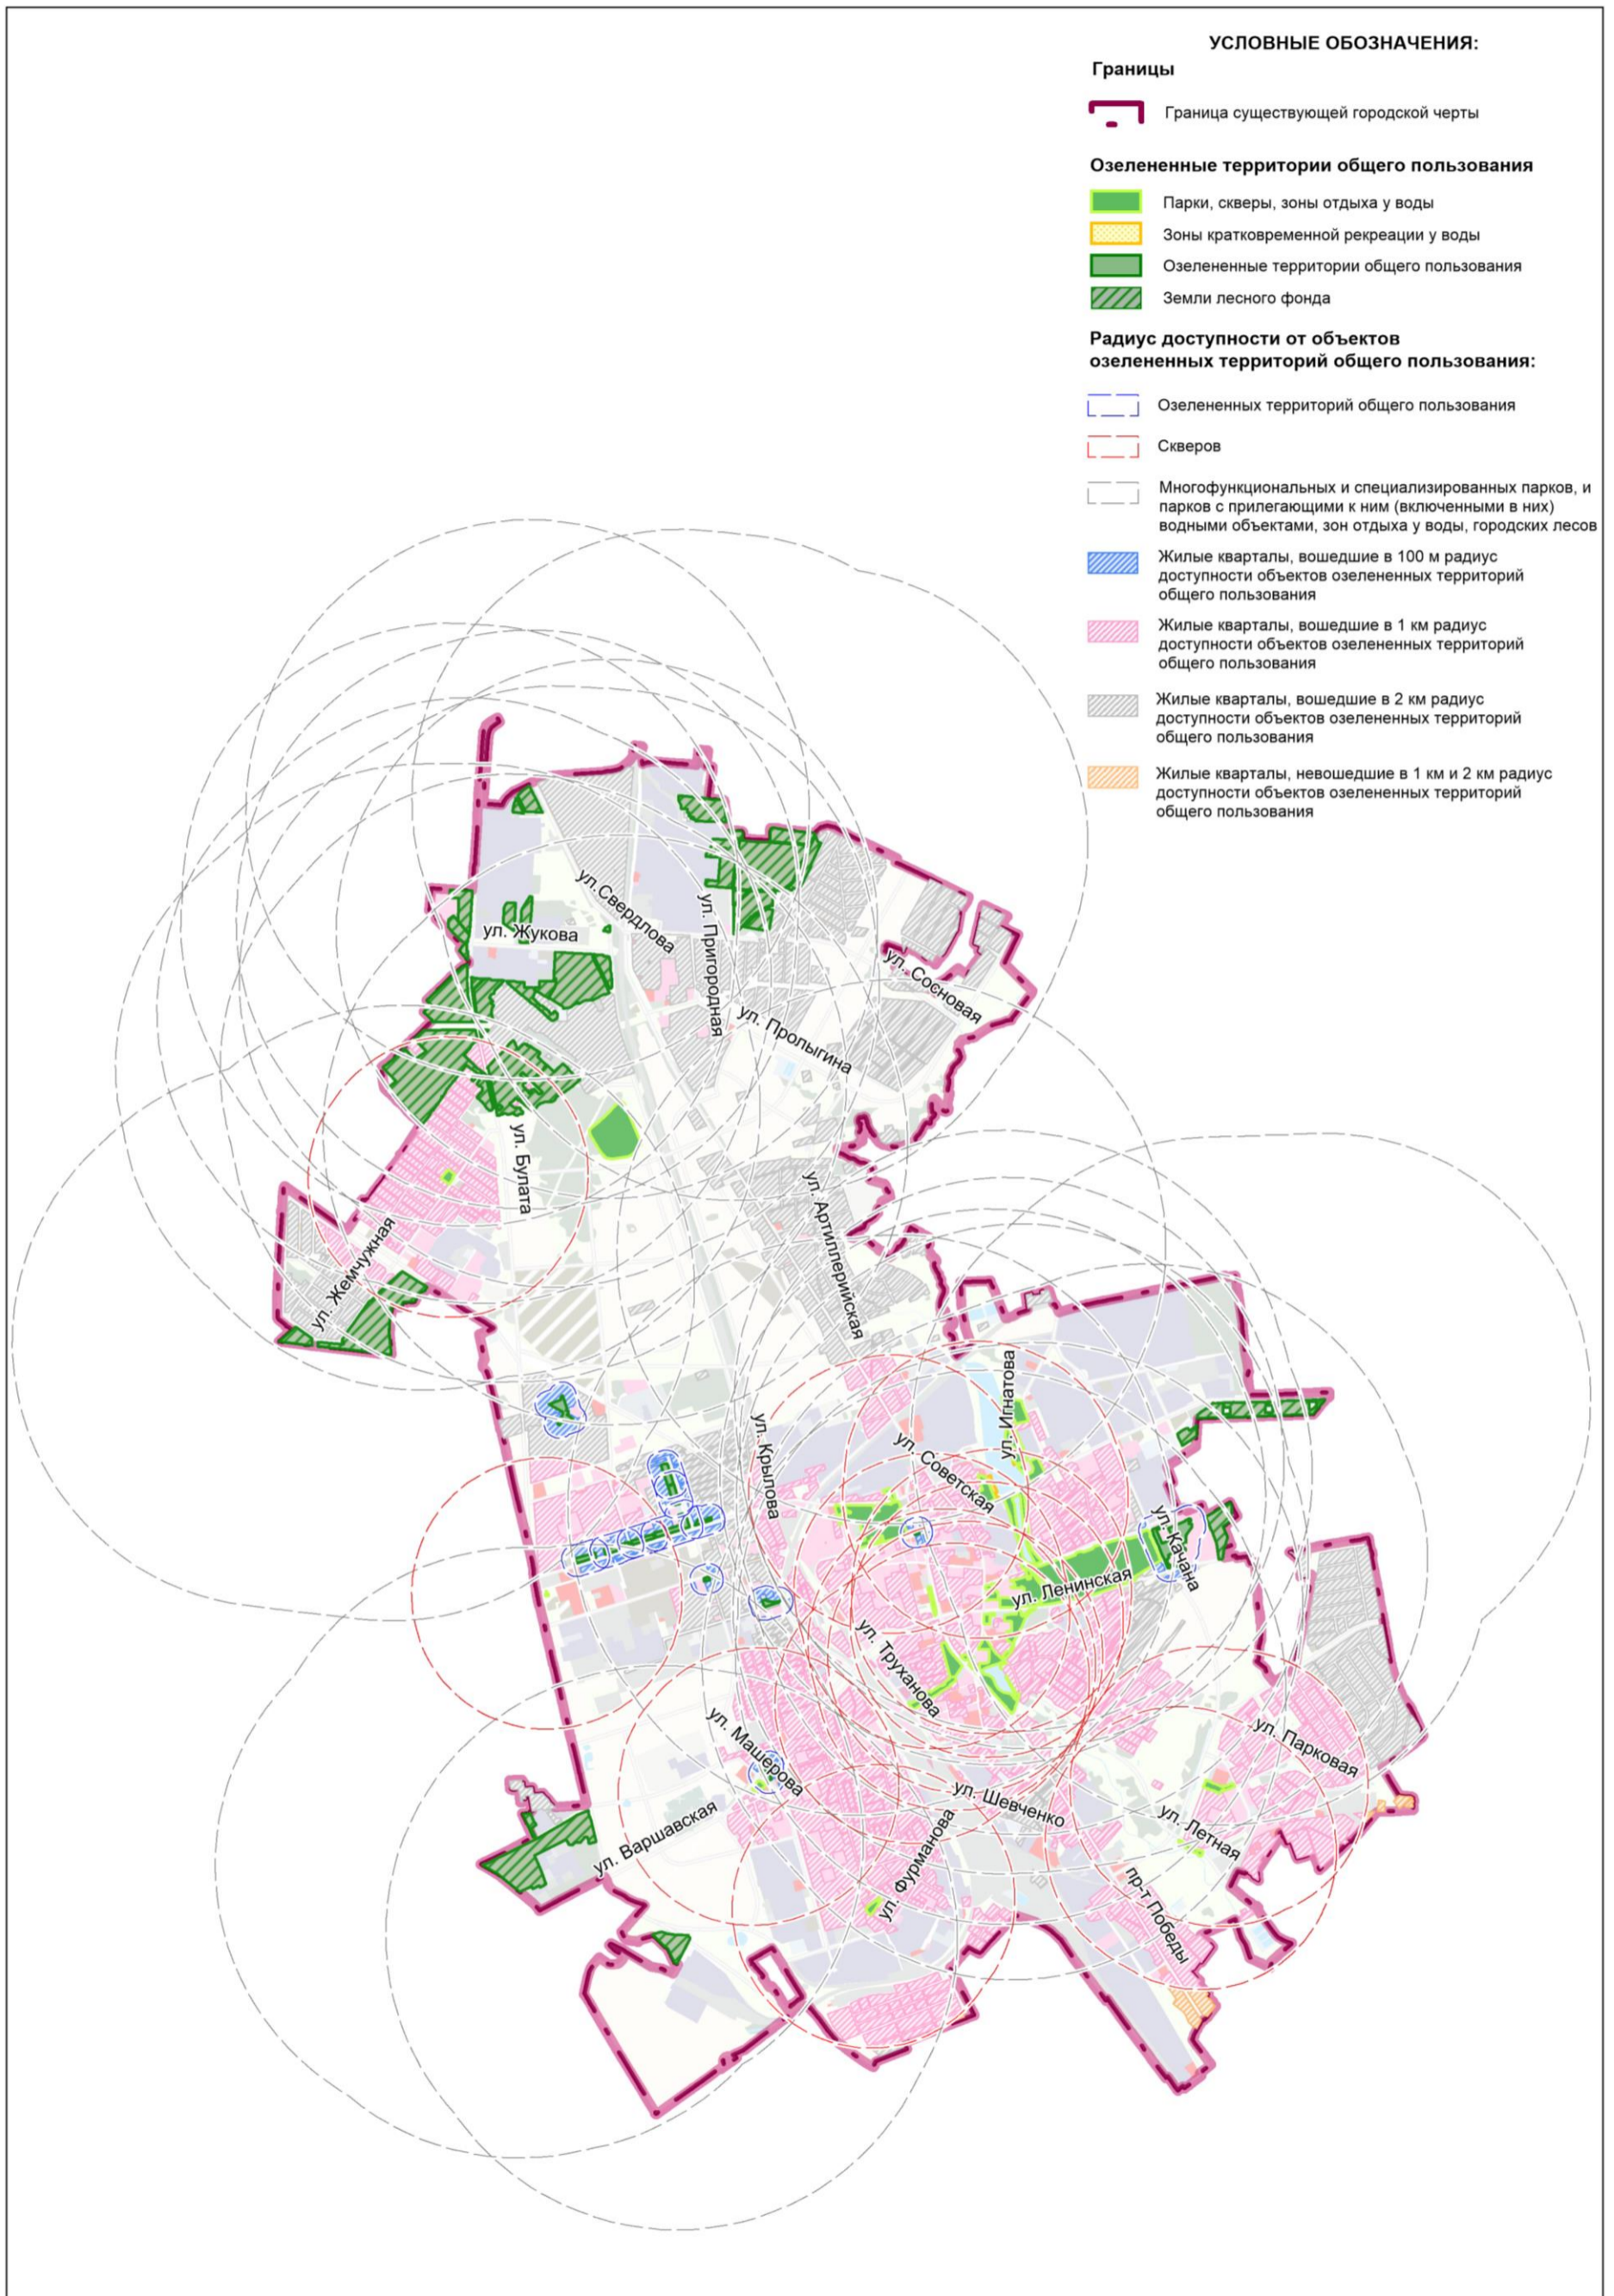 УСЛОВНЫЕ ОБОЗНАЧЕНИЯ:
Границы
Граница существующей городской черты
Озелененные территории общего пользования
Парки, скверы, зоны отдыха у воды
Зоны кратковременной рекреации у воды
Озелененные территории общего пользования
Земли лесного фонда
Радиус доступности от объектов
озелененных территорий общего пользования:
Озелененных территорий общего пользования
Скверов
Многофункциональных и специализированных парков, и
парков с прилегающими к ним (включенными в них)
водными объектами, зон отдыха у воды, городских лесов
Жилые кварталы, вошедшие в 100 м радиус
доступности объектов озелененных территорий
общего пользования
Жилые кварталы, вошедшие в 1 км радиус
доступности объектов озелененных территорий
общего пользования
Жилые кварталы, вошедшие в 2 км радиус
доступности объектов озелененных территорий
общего пользования
Жилые кварталы, невошедшие в 1 км и 2 км радиус
доступности объектов озелененных территорий
общего пользования
ул.Свердлова
ул. Жукова
ул. Пригородная
ул. Сосновая
ул. Пролыгина
ул. Булата
ул. Артиллерийская
ул. Жемчужная
ул. Игнатова
ул. Крылова
ул. Советская
ул. Качана
ул. Ленинская
ул. Труханова
ул. Машерова
ул. Парковая
ул. Шевченко
ул. Варшавская
ул. Летная
ул. Фурманова
пр-т Победы